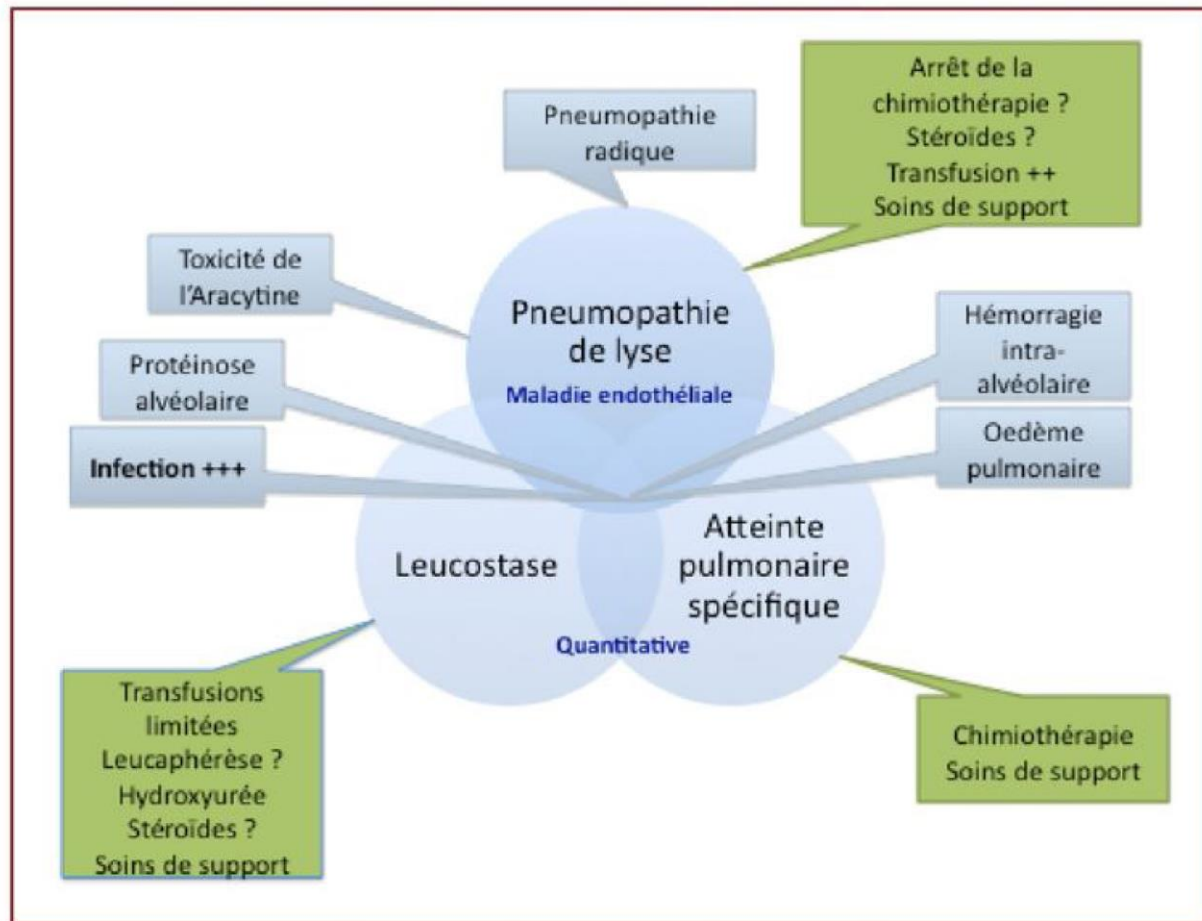 Pneumopathie
radique
Arrêt de la
chimiothérapie ?
Stéroïdes ?
Transfusion ++
Soins de support
Toxicité de
l'Aracytine
Pneumopathie
de lyse
Maladie endothéliale
Hémorragie
intra-
alvéolaire
Protéinose
alvéolaire
Oedème
pulmonaire
Infection +++
Leucostase
Atteinte
pulmonaire
spécifique
Quantitative
Transfusions
limitées
Leucaphérèse ?
Hydroxyurée
Stéroïdes ?
Soins de support
Chimiothérapie
Soins de support